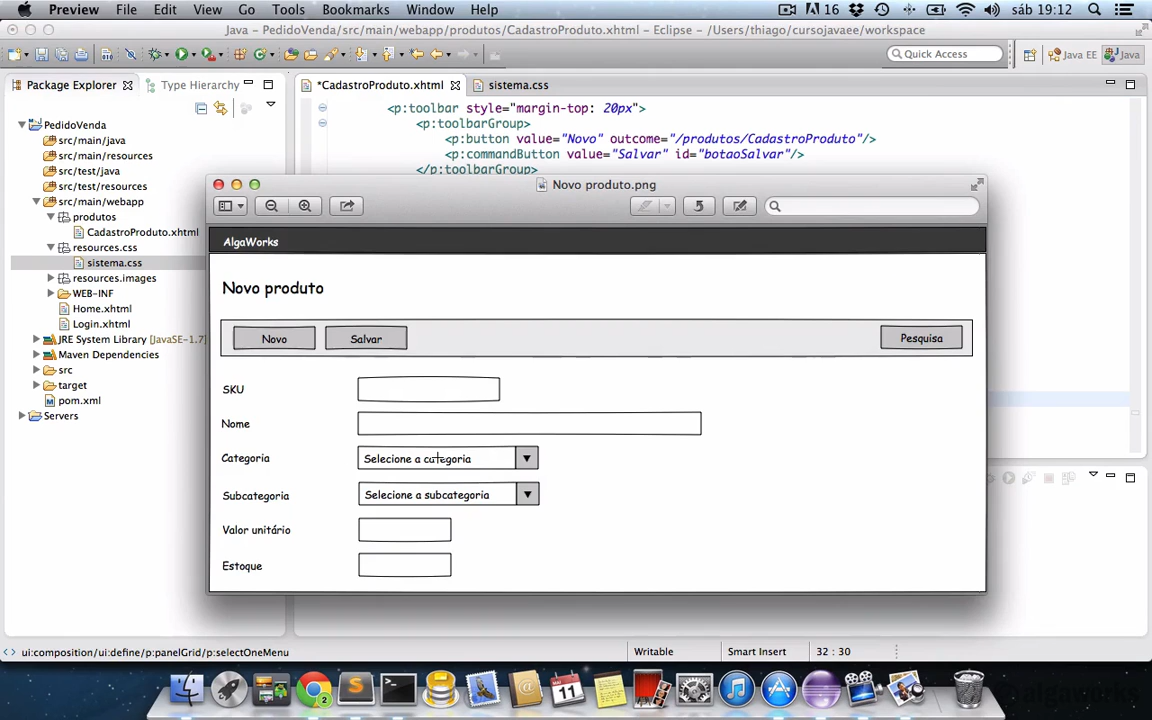 Preview File Edit View Go Tools Bookmarks Window Help 16 sáb 19:12
Java – PedidoVenda/src/main/webapp/produtos/CadastroProduto.xhtml – Eclipse – /Users/thiago/cursojavaee/workspace
Quick Access Java EE Java
Package Explorer Type Hierarchy *CadastroProduto.xhtml sistema.css
PedidoVenda
src/main/java
src/main/resources
src/test/java
src/test/resources
src/main/webapp
produtos
CadastroProduto.xhtml
resources.css
sistema.css
resources.images
WEB-INF
Home.xhtml
Login.xhtml
JRE System Library [JavaSE-1.7]
Maven Dependencies
src
target
pom.xml
Servers
<p:toolbar style="margin-top: 20px">
<p:toolbarGroup>
<p:button value="Novo" outcome="/produtos/CadastroProduto"/>
<p:commandButton value="Salvar" id="botaoSalvar"/>
</p:toolbarGroup>
Novo produto.png
AlgaWorks
Novo produto
Novo Salvar Pesquisa
SKU
Nome
Categoria Selecione a categoria
Subcategoria Selecione a subcategoria
Valor unitário
Estoque
ui:composition/ui:define/p:panelGrid/p:selectOneMenu Writable Smart Insert 32 : 30
11
algaworks